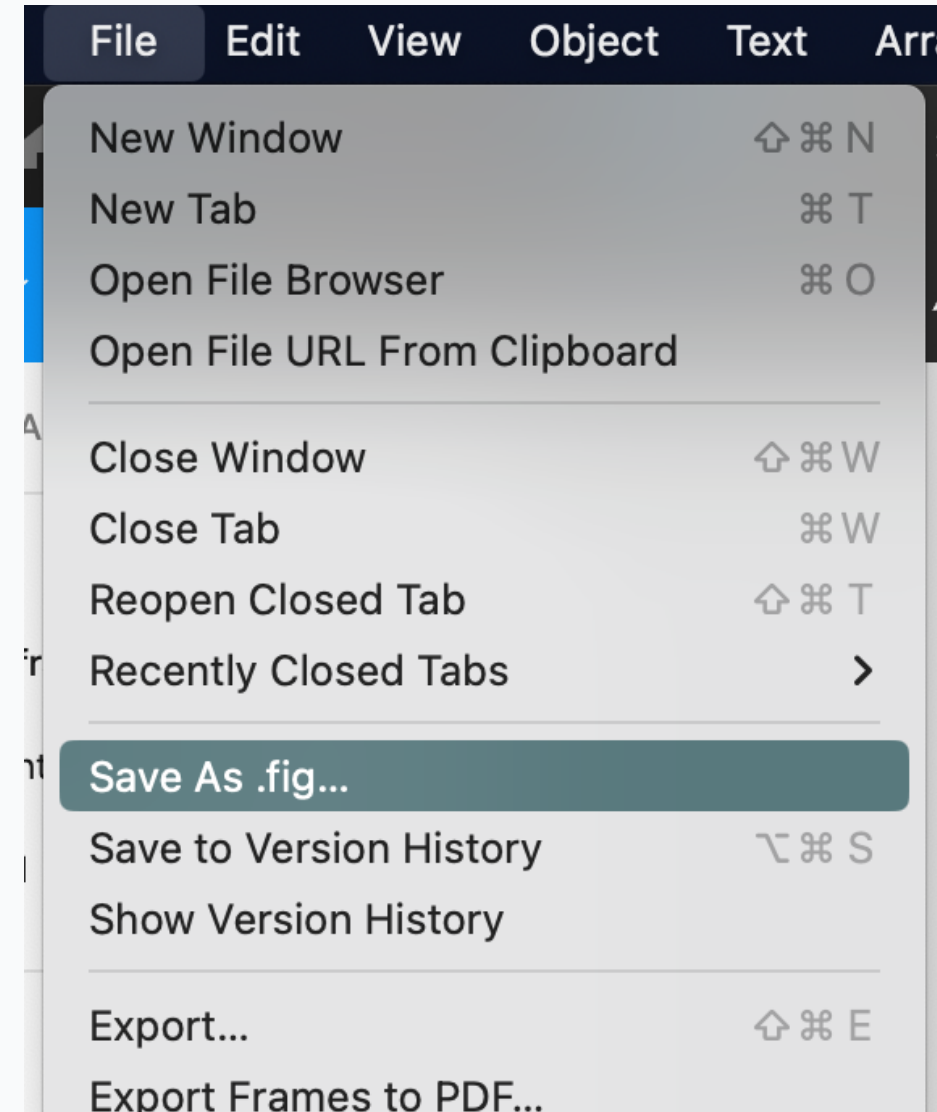 File Edit View Object Text Arr
New Window ⇧ ⌘ N
New Tab ⌘ T
Open File Browser ⌘ O
Open File URL From Clipboard
Close Window ⇧ ⌘ W
Close Tab ⌘ W
Reopen Closed Tab ⇧ ⌘ T
Recently Closed Tabs
Save As .fig...
Save to Version History ⌥ ⌘ S
Show Version History
Export... ⇧ ⌘ E
Export Frames to PDF...